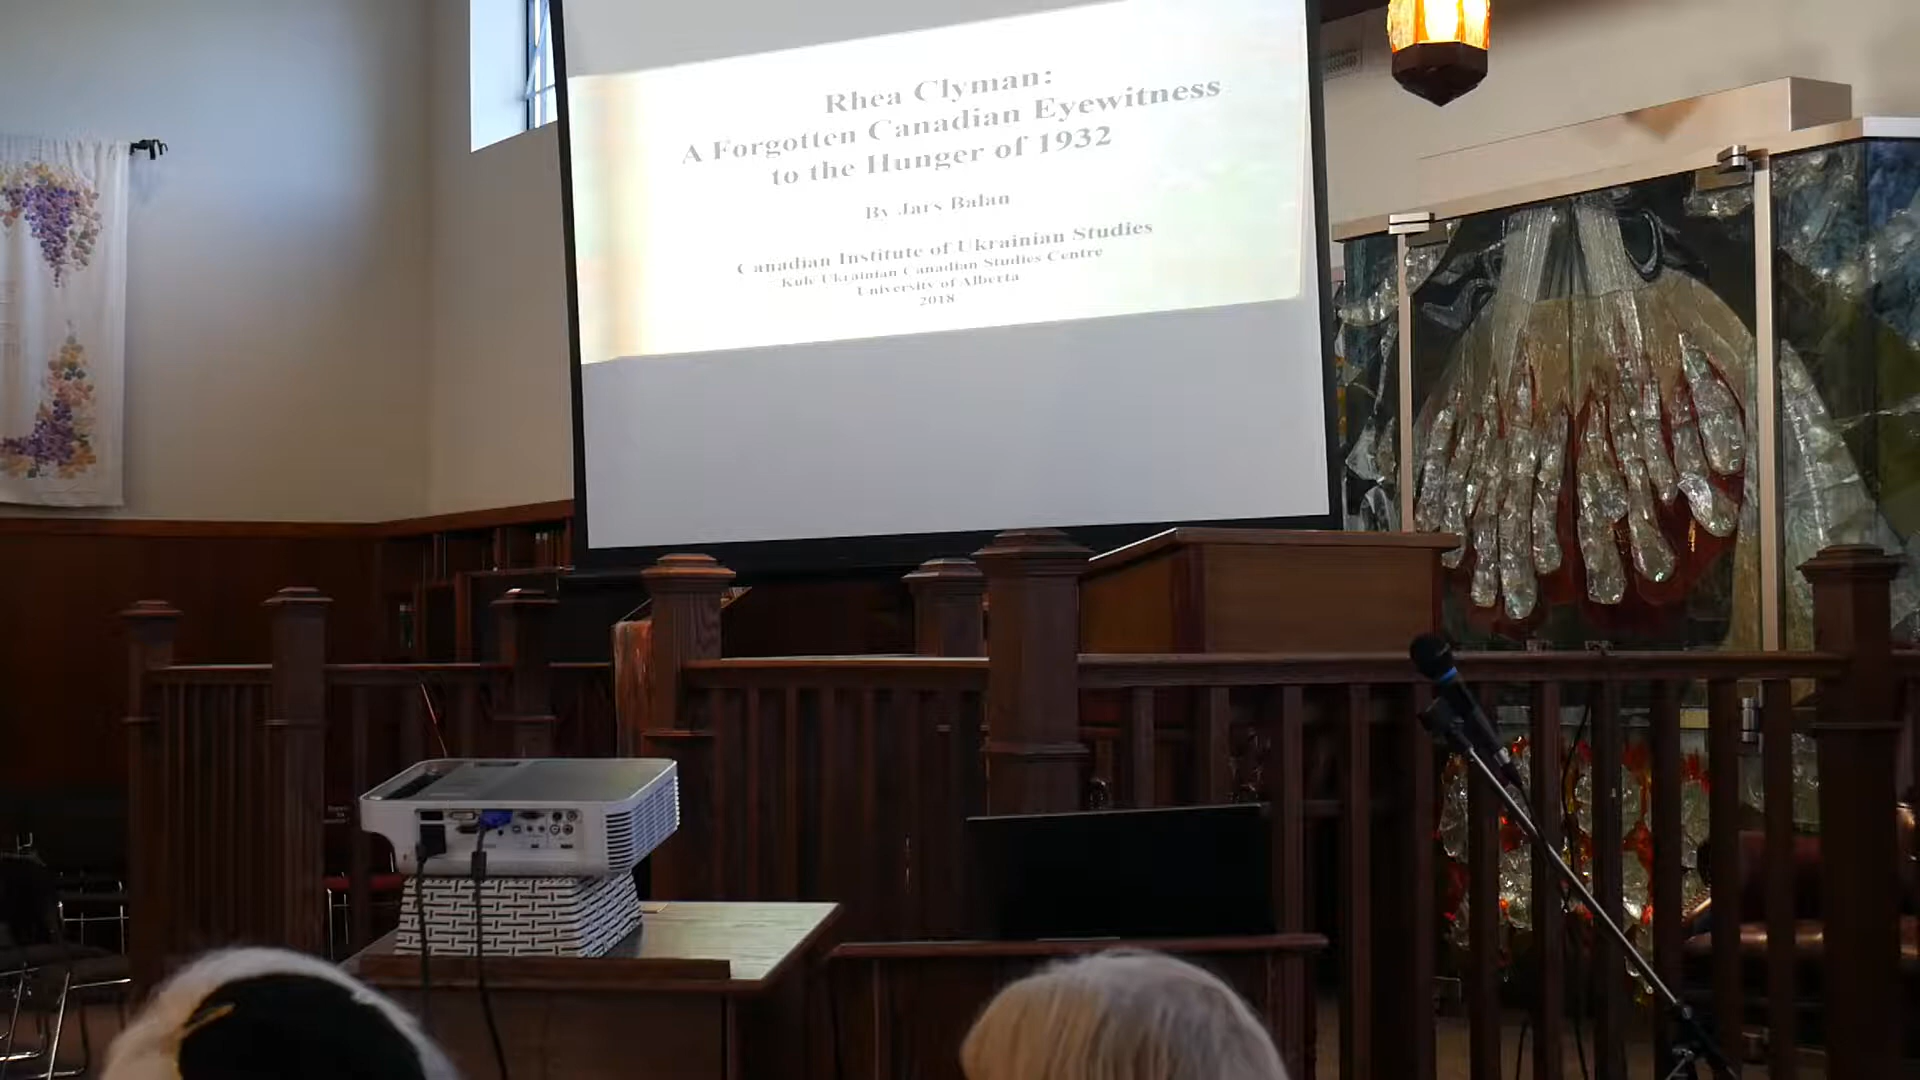 Rhea Clyman:
A Forgotten Canadian Eyewitness
to the Hunger of 1932
By Jars Balan
Canadian Institute of Ukrainian Studies
Kule Ukrainian Canadian Studies Centre
University of Alberta
2018